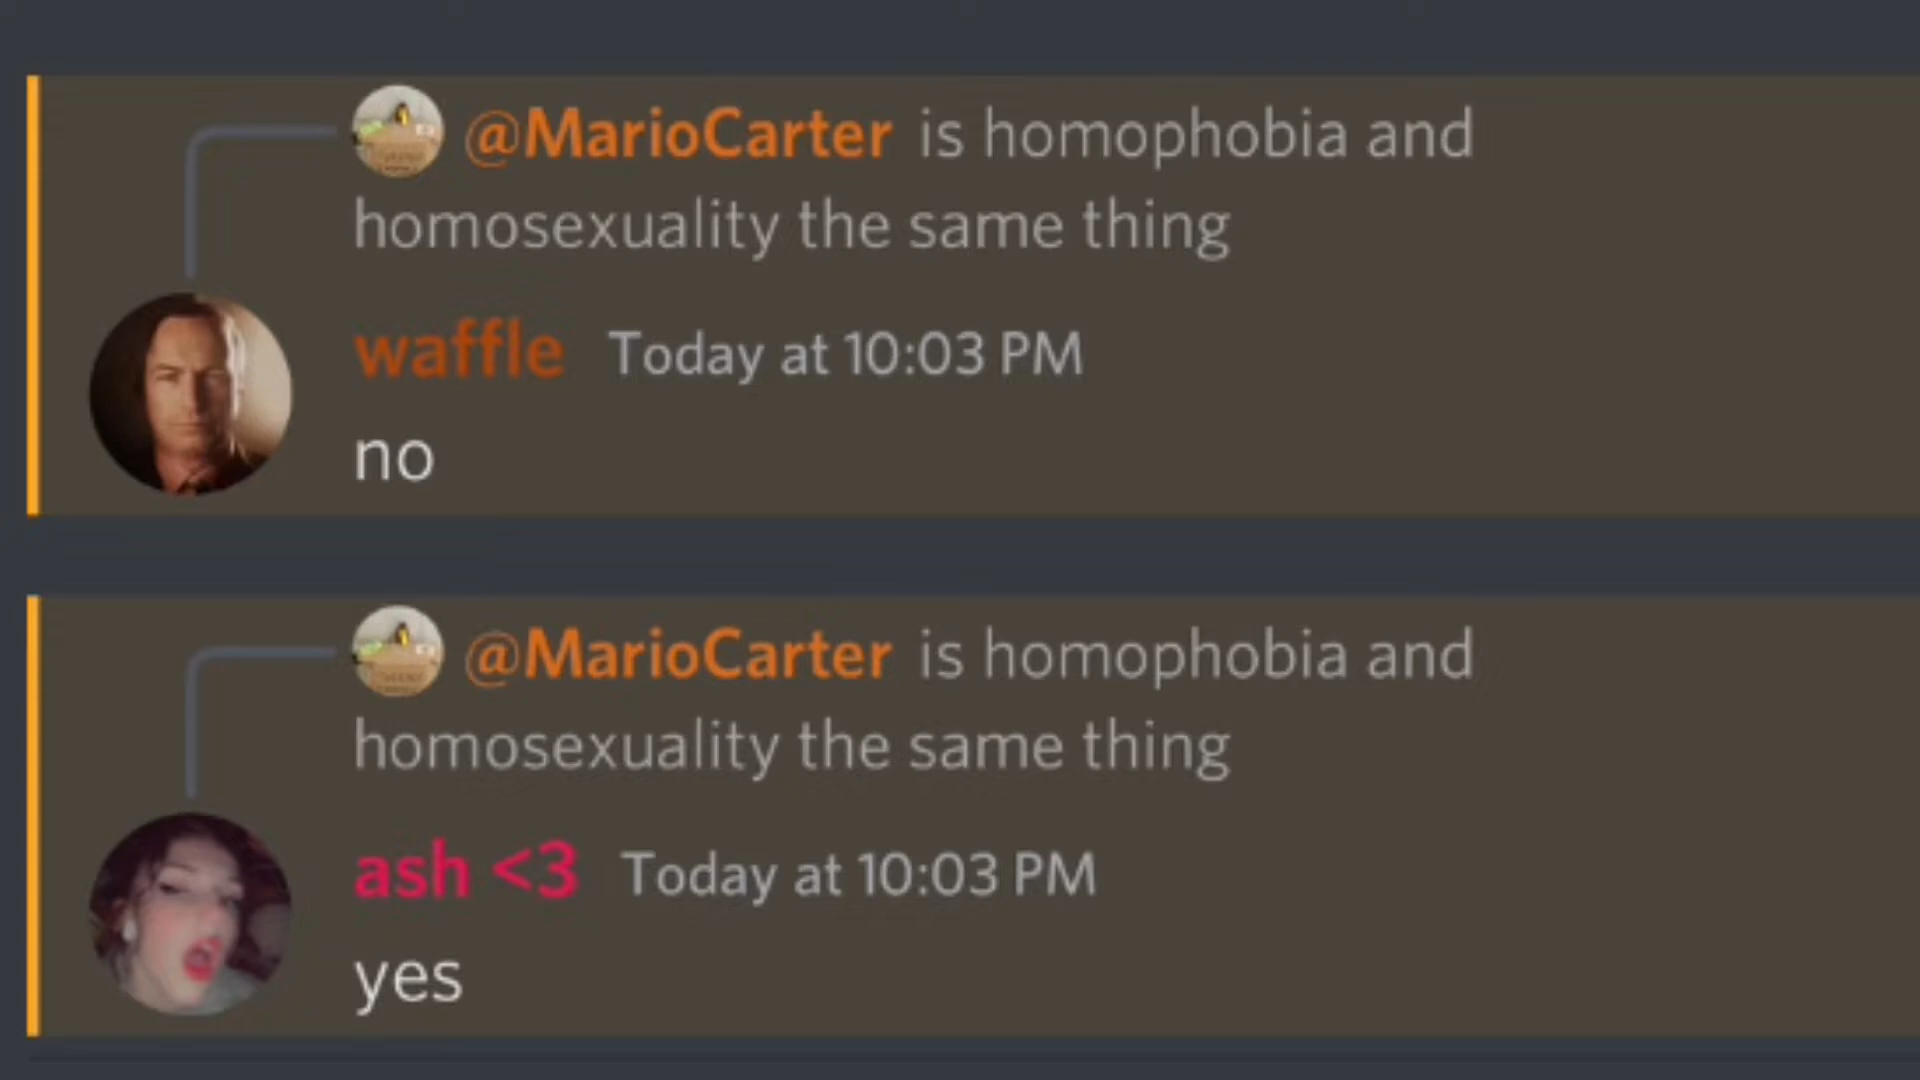 @MarioCarter is homophobia and
homosexuality the same thing
waffle Today at 10:03 PM
no
@MarioCarter is homophobia and
homosexuality the same thing
ash <3 Today at 10:03 PM
yes